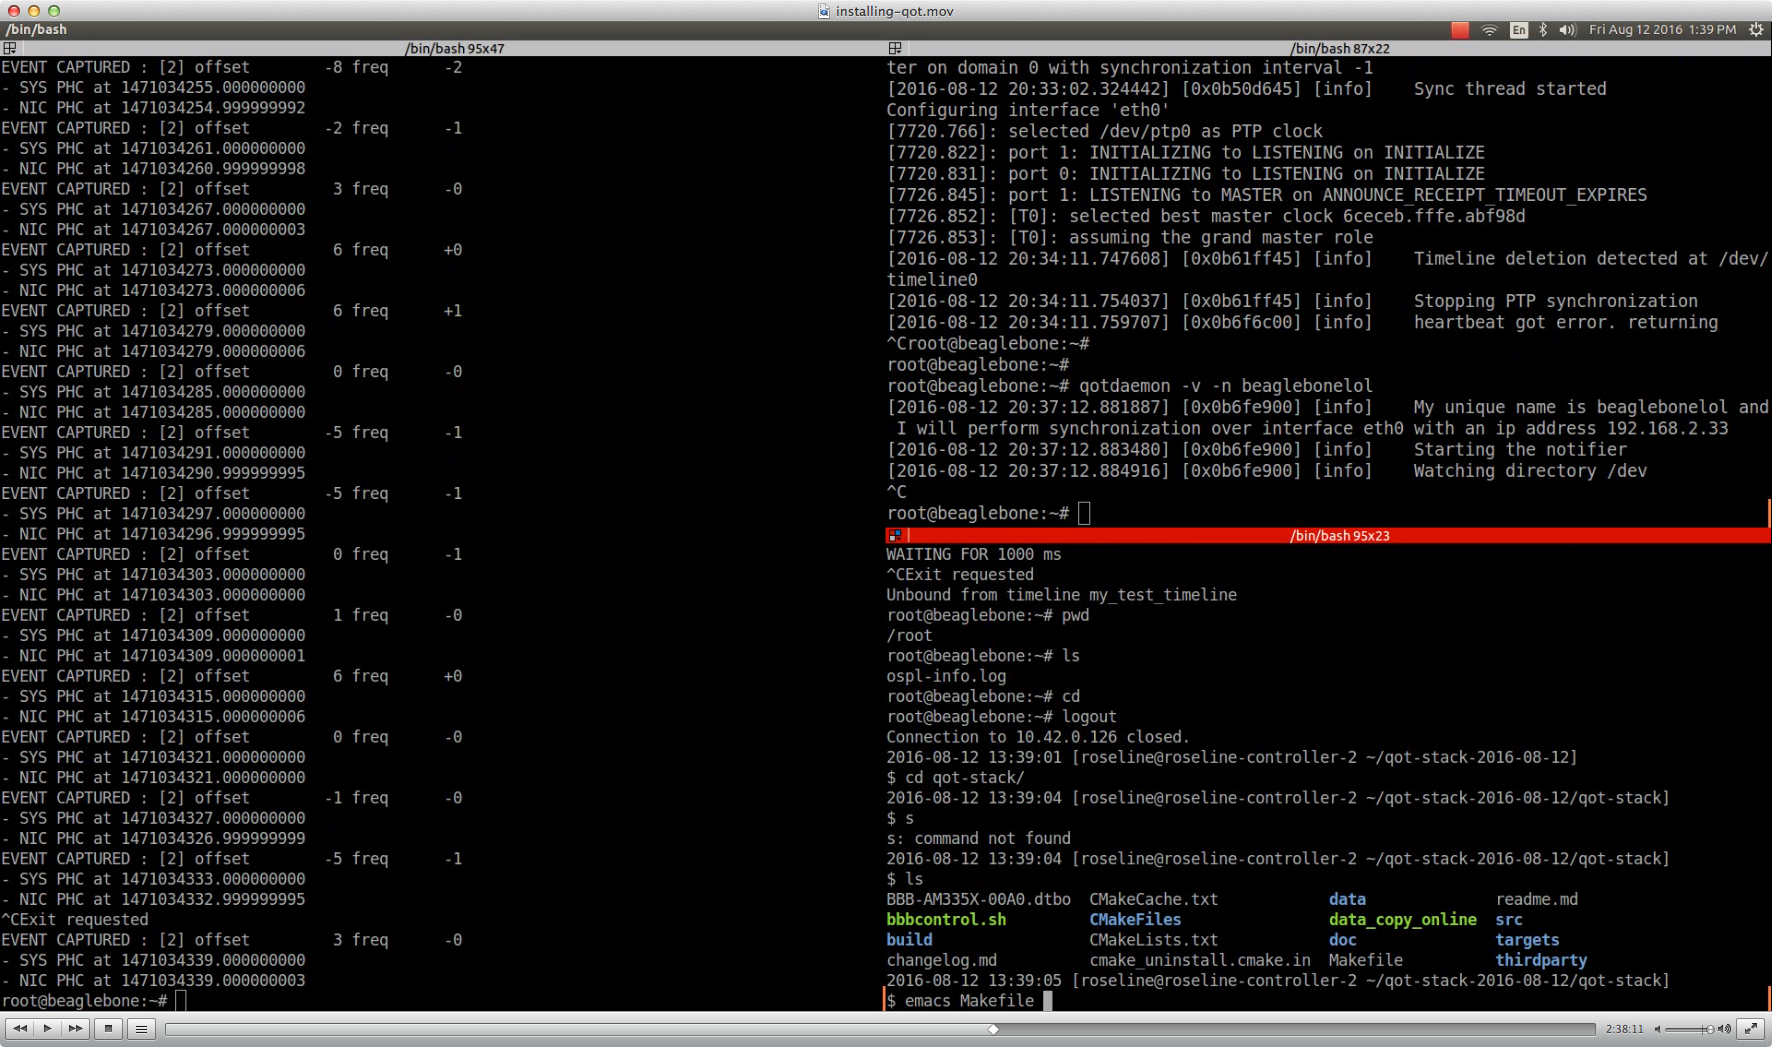 installing-qot.mov
/bin/bash
En
Fri Aug 12 2016 1:39 PM
/bin/bash 95x47
EVENT CAPTURED : [2] offset -8 freq -2
- SYS PHC at 1471034255.000000000
- NIC PHC at 1471034254.999999992
EVENT CAPTURED : [2] offset -2 freq -1
- SYS PHC at 1471034261.000000000
- NIC PHC at 1471034260.999999998
EVENT CAPTURED : [2] offset 3 freq -0
- SYS PHC at 1471034267.000000000
- NIC PHC at 1471034267.000000003
EVENT CAPTURED : [2] offset 6 freq +0
- SYS PHC at 1471034273.000000000
- NIC PHC at 1471034273.000000006
EVENT CAPTURED : [2] offset 6 freq +1
- SYS PHC at 1471034279.000000000
- NIC PHC at 1471034279.000000006
EVENT CAPTURED : [2] offset 0 freq -0
- SYS PHC at 1471034285.000000000
- NIC PHC at 1471034285.000000000
EVENT CAPTURED : [2] offset -5 freq -1
- SYS PHC at 1471034291.000000000
- NIC PHC at 1471034290.999999995
EVENT CAPTURED : [2] offset -5 freq -1
- SYS PHC at 1471034297.000000000
- NIC PHC at 1471034296.999999995
EVENT CAPTURED : [2] offset 0 freq -1
- SYS PHC at 1471034303.000000000
- NIC PHC at 1471034303.000000000
EVENT CAPTURED : [2] offset 1 freq -0
- SYS PHC at 1471034309.000000000
- NIC PHC at 1471034309.000000001
EVENT CAPTURED : [2] offset 6 freq +0
- SYS PHC at 1471034315.000000000
- NIC PHC at 1471034315.000000006
EVENT CAPTURED : [2] offset 0 freq -0
- SYS PHC at 1471034321.000000000
- NIC PHC at 1471034321.000000000
EVENT CAPTURED : [2] offset -1 freq -0
- SYS PHC at 1471034327.000000000
- NIC PHC at 1471034326.999999999
EVENT CAPTURED : [2] offset -5 freq -1
- SYS PHC at 1471034333.000000000
- NIC PHC at 1471034332.999999995
^CExit requested
EVENT CAPTURED : [2] offset 3 freq -0
- SYS PHC at 1471034339.000000000
- NIC PHC at 1471034339.000000003
root@beaglebone:~#
/bin/bash 87x22
ter on domain 0 with synchronization interval -1
[2016-08-12 20:33:02.324442] [0x0b50d645] [info] Sync thread started
Configuring interface 'eth0'
[7720.766]: selected /dev/ptp0 as PTP clock
[7720.822]: port 1: INITIALIZING to LISTENING on INITIALIZE
[7720.831]: port 0: INITIALIZING to LISTENING on INITIALIZE
[7726.845]: port 1: LISTENING to MASTER on ANNOUNCE_RECEIPT_TIMEOUT_EXPIRES
[7726.852]: [T0]: selected best master clock 6ceceb.fffe.abf98d
[7726.853]: [T0]: assuming the grand master role
[2016-08-12 20:34:11.747608] [0x0b61ff45] [info] Timeline deletion detected at /dev/
timeline0
[2016-08-12 20:34:11.754037] [0x0b61ff45] [info] Stopping PTP synchronization
[2016-08-12 20:34:11.759707] [0x0b6f6c00] [info] heartbeat got error. returning
^Croot@beaglebone:~#
root@beaglebone:~#
root@beaglebone:~# qotdaemon -v -n beaglebonelol
[2016-08-12 20:37:12.881887] [0x0b6fe900] [info] My unique name is beaglebonelol and
I will perform synchronization over interface eth0 with an ip address 192.168.2.33
[2016-08-12 20:37:12.883480] [0x0b6fe900] [info] Starting the notifier
[2016-08-12 20:37:12.884916] [0x0b6fe900] [info] Watching directory /dev
^C
root@beaglebone:~#
/bin/bash 95x23
WAITING FOR 1000 ms
^CExit requested
Unbound from timeline my_test_timeline
root@beaglebone:~# pwd
/root
root@beaglebone:~# ls
ospl-info.log
root@beaglebone:~# cd
root@beaglebone:~# logout
Connection to 10.42.0.126 closed.
2016-08-12 13:39:01 [roseline@roseline-controller-2 ~/qot-stack-2016-08-12]
$ cd qot-stack/
2016-08-12 13:39:04 [roseline@roseline-controller-2 ~/qot-stack-2016-08-12/qot-stack]
$ s
s: command not found
2016-08-12 13:39:04 [roseline@roseline-controller-2 ~/qot-stack-2016-08-12/qot-stack]
$ ls
BBB-AM335X-00A0.dtbo CMakeCache.txt data readme.md
bbbcontrol.sh CMakeFiles data_copy_online src
build CMakeLists.txt doc targets
changelog.md cmake_uninstall.cmake.in Makefile thirdparty
2016-08-12 13:39:05 [roseline@roseline-controller-2 ~/qot-stack-2016-08-12/qot-stack]
$ emacs Makefile
2:38:11